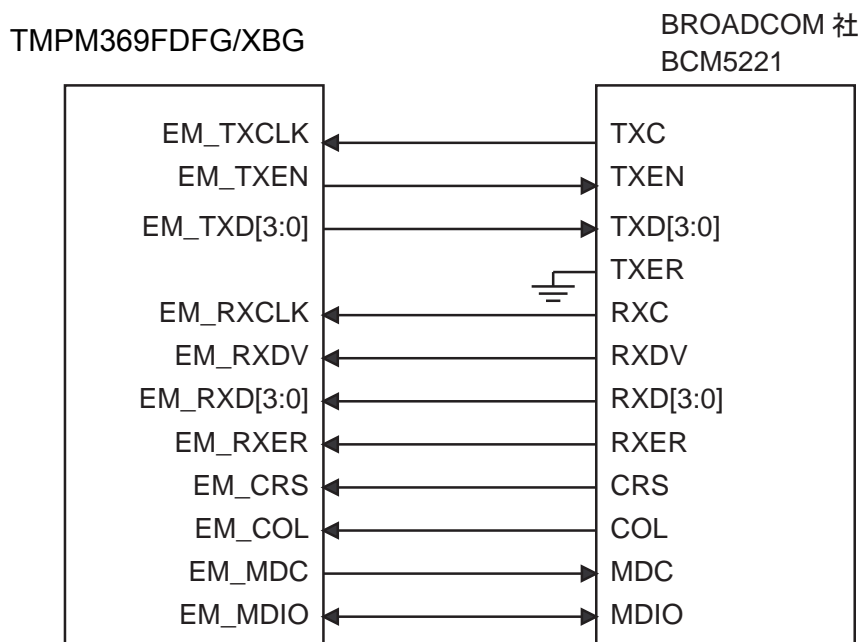 TMPM369FDFG/XBG
BROADCOM 社
BCM5221
EM_TXCLK TXC
EM_TXEN TXEN
EM_TXD[3:0] TXD[3:0]
TXER
EM_RXCLK RXC
EM_RXDV RXDV
EM_RXD[3:0] RXD[3:0]
EM_RXER RXER
EM_CRS CRS
EM_COL COL
EM_MDC MDC
EM_MDIO MDIO